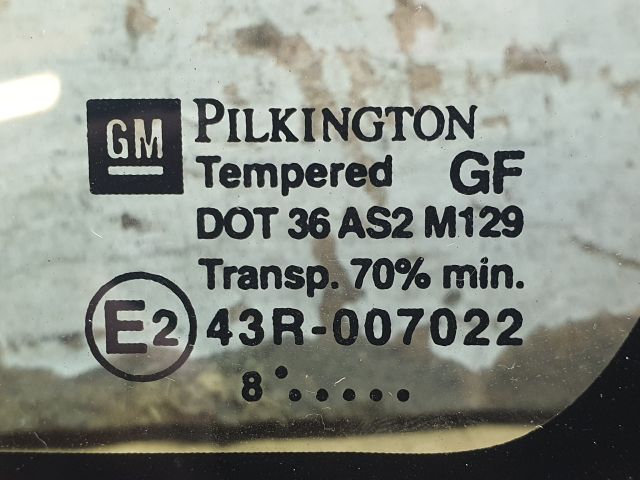 GM PILKINGTON
Tempered GF
DOT 36 AS2 M129
Transp. 70% min.
E2 43R-007022
8